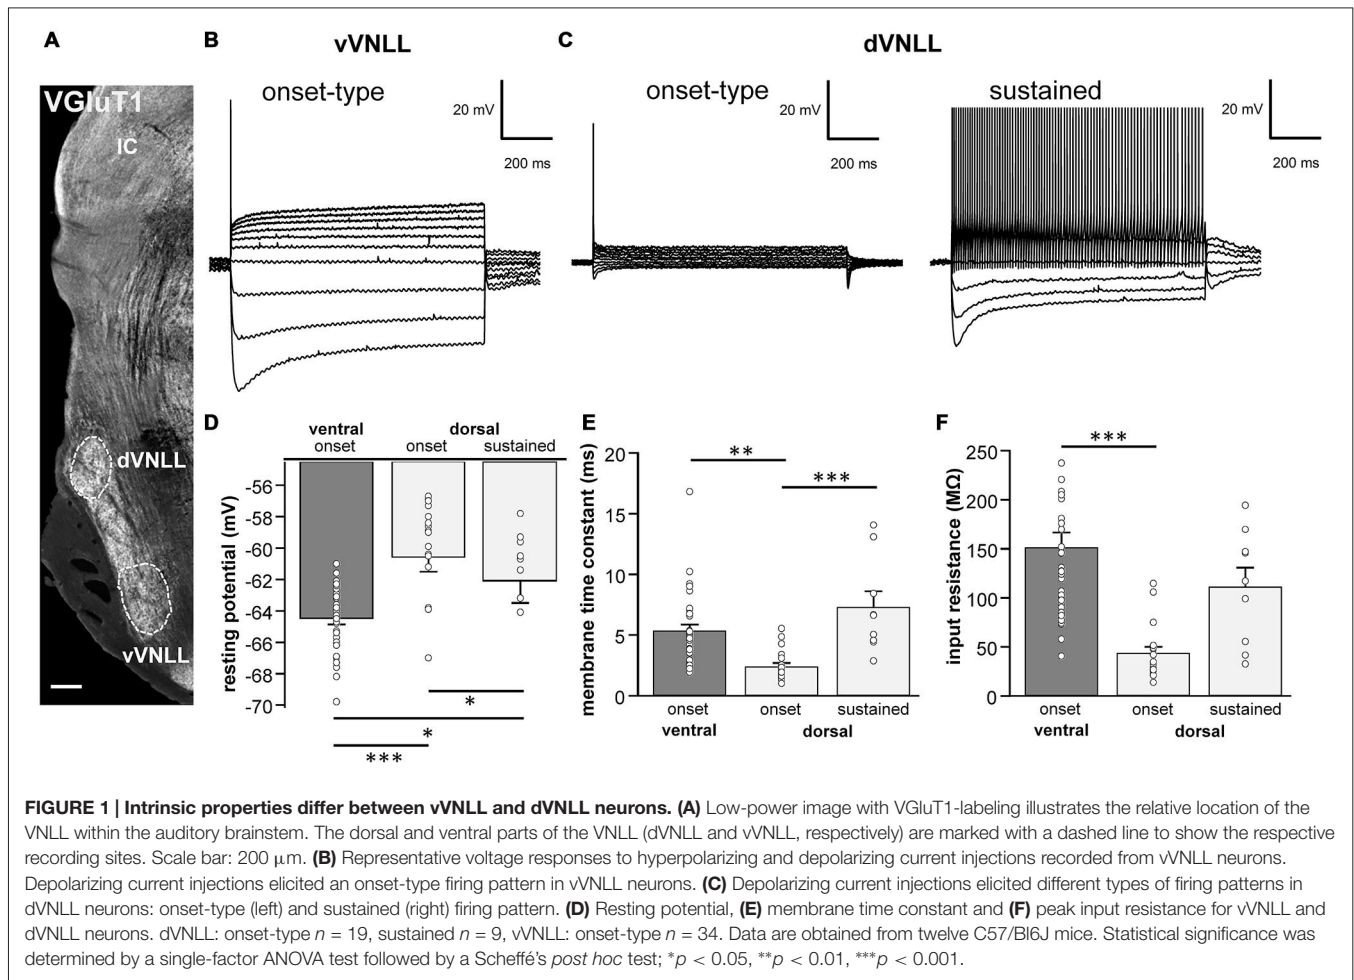 A
VGluT1
IC
dVNLL
vVNLL
B
vVNLL
onset-type
20 mV
200 ms
C
dVNLL
onset-type
20 mV
200 ms
sustained
20 mV
200 ms
D
ventral
onset
dorsal
onset
sustained
resting potential (mV)
-56
-58
-60
-62
-64
-66
-68
-70
*
*
***
E
membrane time constant (ms)
20
15
10
5
0
**
***
onset
onset
sustained
ventral
dorsal
F
input resistance (MΩ)
250
200
150
100
50
0
***
onset
onset
sustained
ventral
dorsal
FIGURE 1 | Intrinsic properties differ between vVNLL and dVNLL neurons. (A) Low-power image with VGluT1-labeling illustrates the relative location of the
VNLL within the auditory brainstem. The dorsal and ventral parts of the VNLL (dVNLL and vVNLL, respectively) are marked with a dashed line to show the respective
recording sites. Scale bar: 200 μm. (B) Representative voltage responses to hyperpolarizing and depolarizing current injections recorded from vVNLL neurons.
Depolarizing current injections elicited an onset-type firing pattern in vVNLL neurons. (C) Depolarizing current injections elicited different types of firing patterns in
dVNLL neurons: onset-type (left) and sustained (right) firing pattern. (D) Resting potential, (E) membrane time constant and (F) peak input resistance for vVNLL and
dVNLL neurons. dVNLL: onset-type n = 19, sustained n = 9, vVNLL: onset-type n = 34. Data are obtained from twelve C57/Bl6J mice. Statistical significance was
determined by a single-factor ANOVA test followed by a Scheffé's post hoc test; *p < 0.05, **p < 0.01, ***p < 0.001.